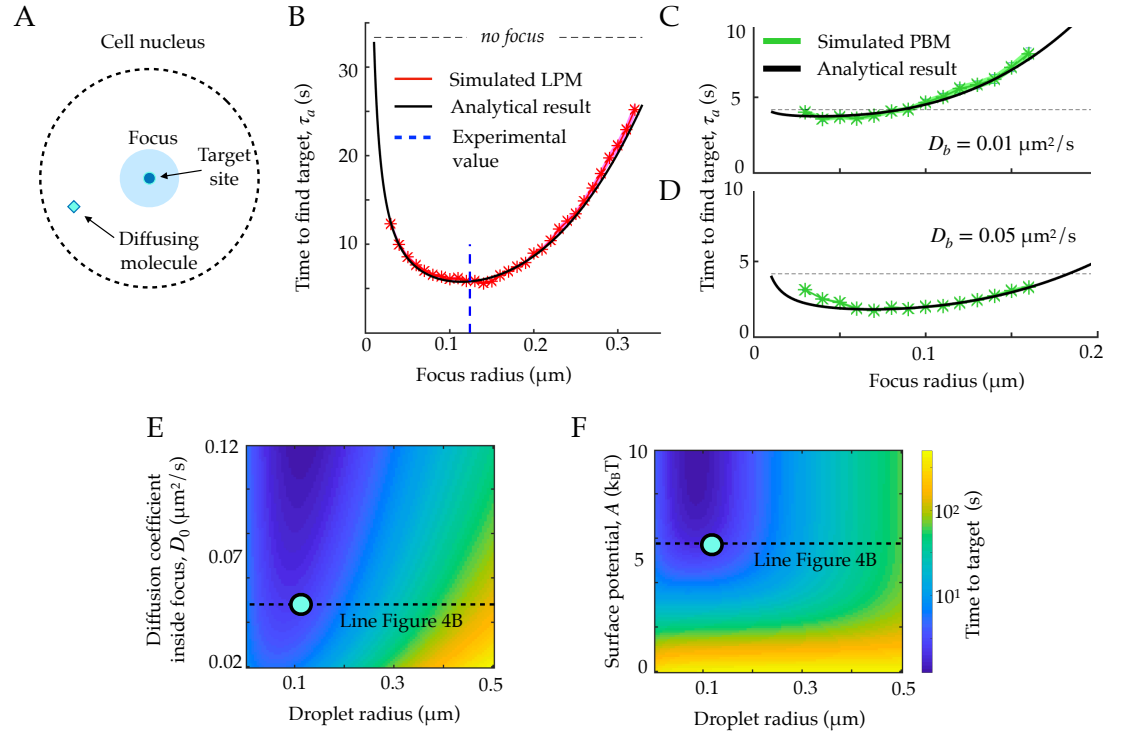 A
Cell nucleus
Focus
Target
site
Diffusing
molecule
B
Time to find target, τₐ (s)
no focus
Simulated LPM
Analytical result
Experimental
value
30
20
10
0
0.1
0.2
0.3
Focus radius (μm)
C
Simulated PBM
Analytical result
D_b = 0.01 μm²/s
10
5
0
Time to find target, τₐ (s)
D
D_b = 0.05 μm²/s
10
5
0
0
0.1
0.2
Focus radius (μm)
E
Diffusion coefficient
inside focus, D₀ (μm²/s)
0.12
0.07
0.02
Line Figure 4B
0.1
0.3
0.5
Droplet radius (μm)
F
Surface potential, A (k_BT)
10
5
0
Line Figure 4B
0.1
0.3
0.5
Droplet radius (μm)
10²
10¹
Time to target (s)